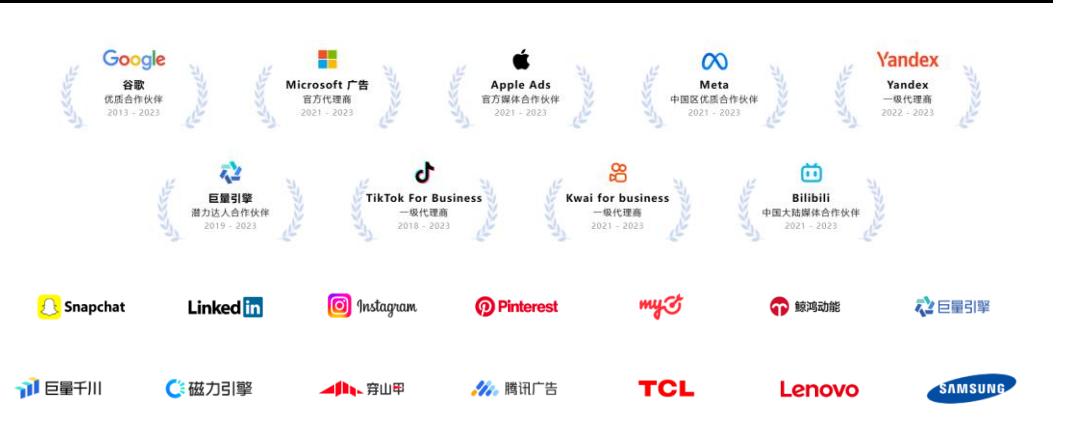 Google
谷歌
优质合作伙伴
2013 - 2023
Microsoft 广告
官方代理商
2021 - 2023
Apple Ads
官方媒体合作伙伴
2021 - 2023
Meta
中国区优质合作伙伴
2021 - 2023
Yandex
Yandex
一级代理商
2022 - 2023
巨量引擎
潜力达人合作伙伴
2019 - 2023
TikTok For Business
一级代理商
2018 - 2023
Kwai for business
一级代理商
2021 - 2023
Bilibili
中国大陆媒体合作伙伴
2021 - 2023
Snapchat
Linked in
Instagram
Pinterest
my
鲸鸿动能
巨量引擎
巨量千川
磁力引擎
穿山甲
腾讯广告
TCL
Lenovo
SAMSUNG